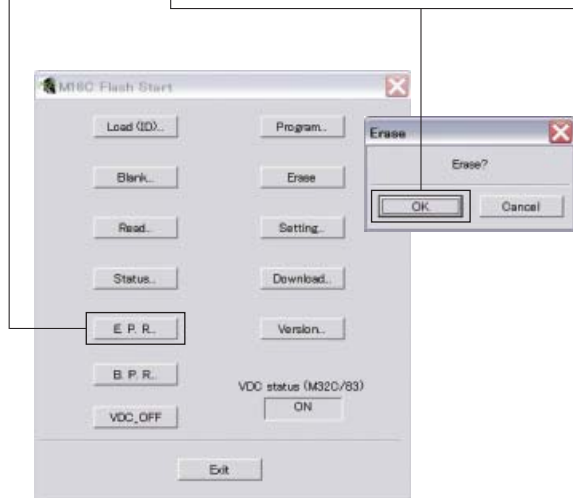 M16C Flash Start
Load (ID)...
Program...
Blank...
Erase
Read...
Setting...
Status...
Download...
E. P. R...
Version...
B. P. R...
VDC status (M32C/83)
VDC_OFF
ON
Exit
Erase
Erase?
OK
Cancel